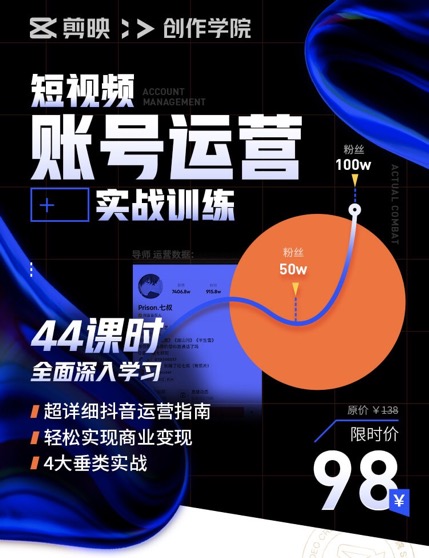 剪映 创作学院
短视频
ACCOUNT
MANAGEMENT
账号运营
+ 实战训练
粉丝
100w
ACTUAL COMBAT
导师 运营数据:
粉丝
50w
Prison.七叔
44课时
全面深入学习
超详细抖音运营指南
轻松实现商业变现
4大垂类实战
原价 ￥138
限时价
98
￥